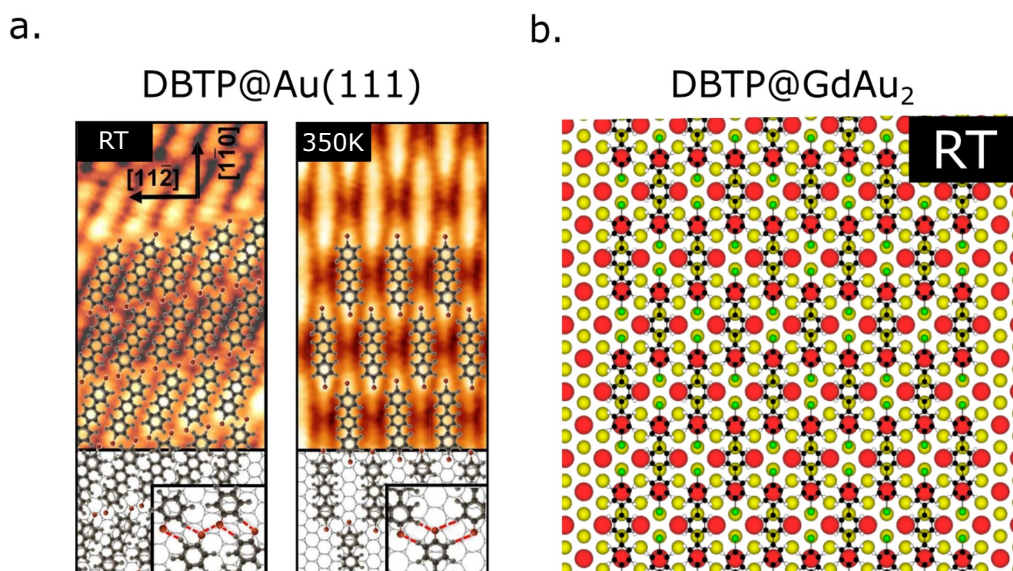 a.
DBTP@Au(111)
RT
[112̅]
[11̅0]
350K
b.
DBTP@GdAu₂
RT